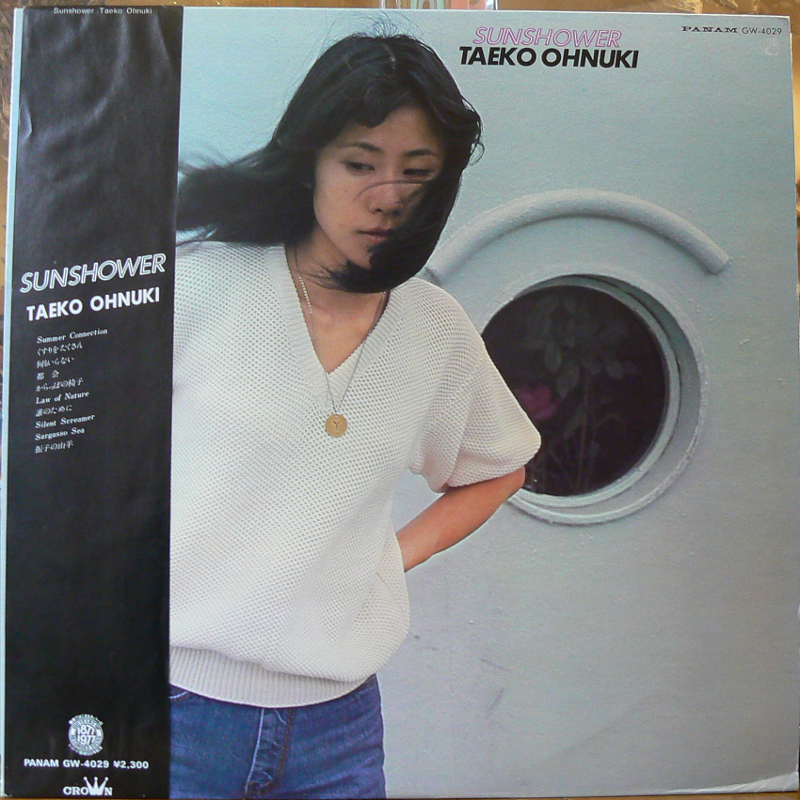 Sunshower Taeko Ohnuki
SUNSHOWER
TAEKO OHNUKI
PANAM GW-4029
SUNSHOWER
TAEKO OHNUKI
Summer Connection
くすりをたくさん
何もいらない
都会
からっぽの椅子
Law of Nature
誰のために
Silent Screamer
Sargasso Sea
振子の山羊
1877
1977
PANAM GW-4029 ¥2,300
CROWN